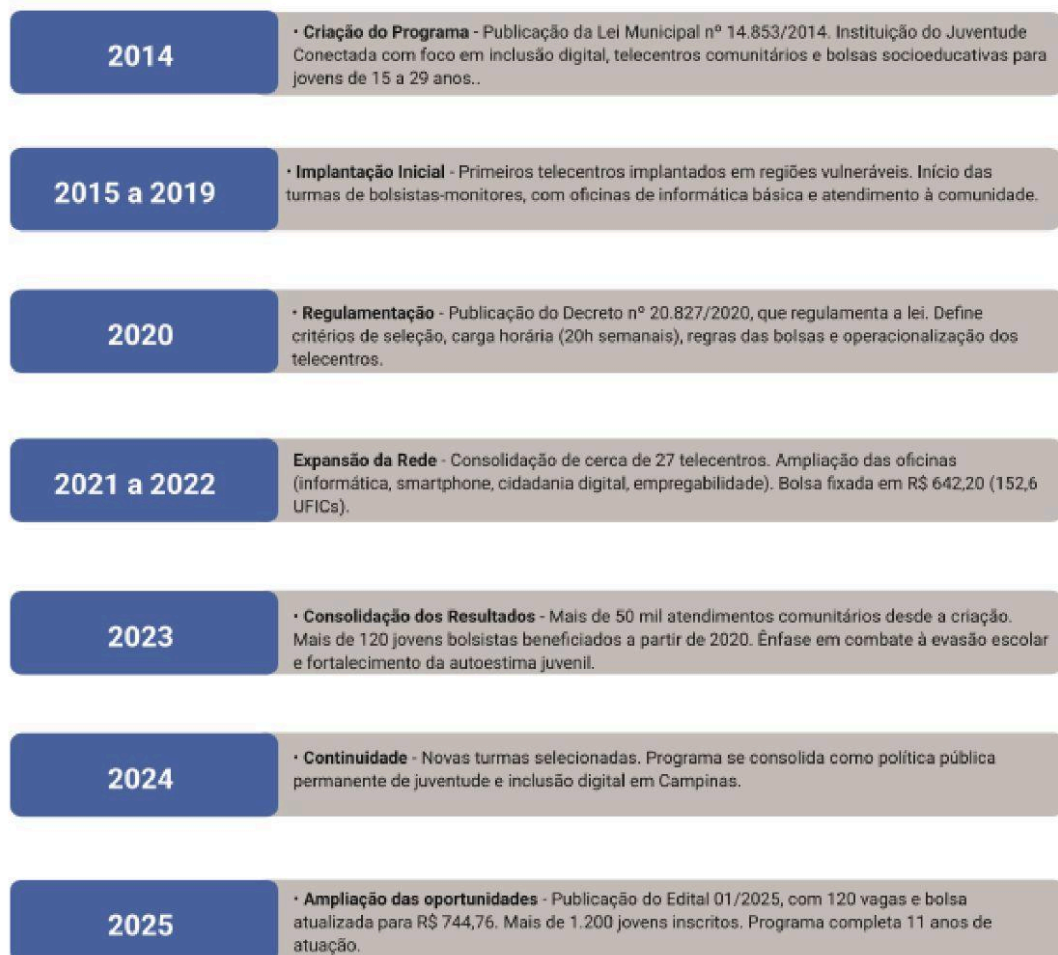 2014
· Criação do Programa - Publicação da Lei Municipal nº 14.853/2014. Instituição do Juventude
Conectada com foco em inclusão digital, telecentros comunitários e bolsas socioeducativas para
jovens de 15 a 29 anos..
2015 a 2019
· Implantação Inicial - Primeiros telecentros implantados em regiões vulneráveis. Início das
turmas de bolsistas-monitores, com oficinas de informática básica e atendimento à comunidade.
2020
· Regulamentação - Publicação do Decreto nº 20.827/2020, que regulamenta a lei. Define
critérios de seleção, carga horária (20h semanais), regras das bolsas e operacionalização dos
telecentros.
2021 a 2022
Expansão da Rede - Consolidação de cerca de 27 telecentros. Ampliação das oficinas
(informática, smartphone, cidadania digital, empregabilidade). Bolsa fixada em R$ 642,20 (152,6
UFICs).
2023
· Consolidação dos Resultados - Mais de 50 mil atendimentos comunitários desde a criação.
Mais de 120 jovens bolsistas beneficiados a partir de 2020. Ênfase em combate à evasão escolar
e fortalecimento da autoestima juvenil.
2024
· Continuidade - Novas turmas selecionadas. Programa se consolida como política pública
permanente de juventude e inclusão digital em Campinas.
2025
· Ampliação das oportunidades - Publicação do Edital 01/2025, com 120 vagas e bolsa
atualizada para R$ 744,76. Mais de 1.200 jovens inscritos. Programa completa 11 anos de
atuação.